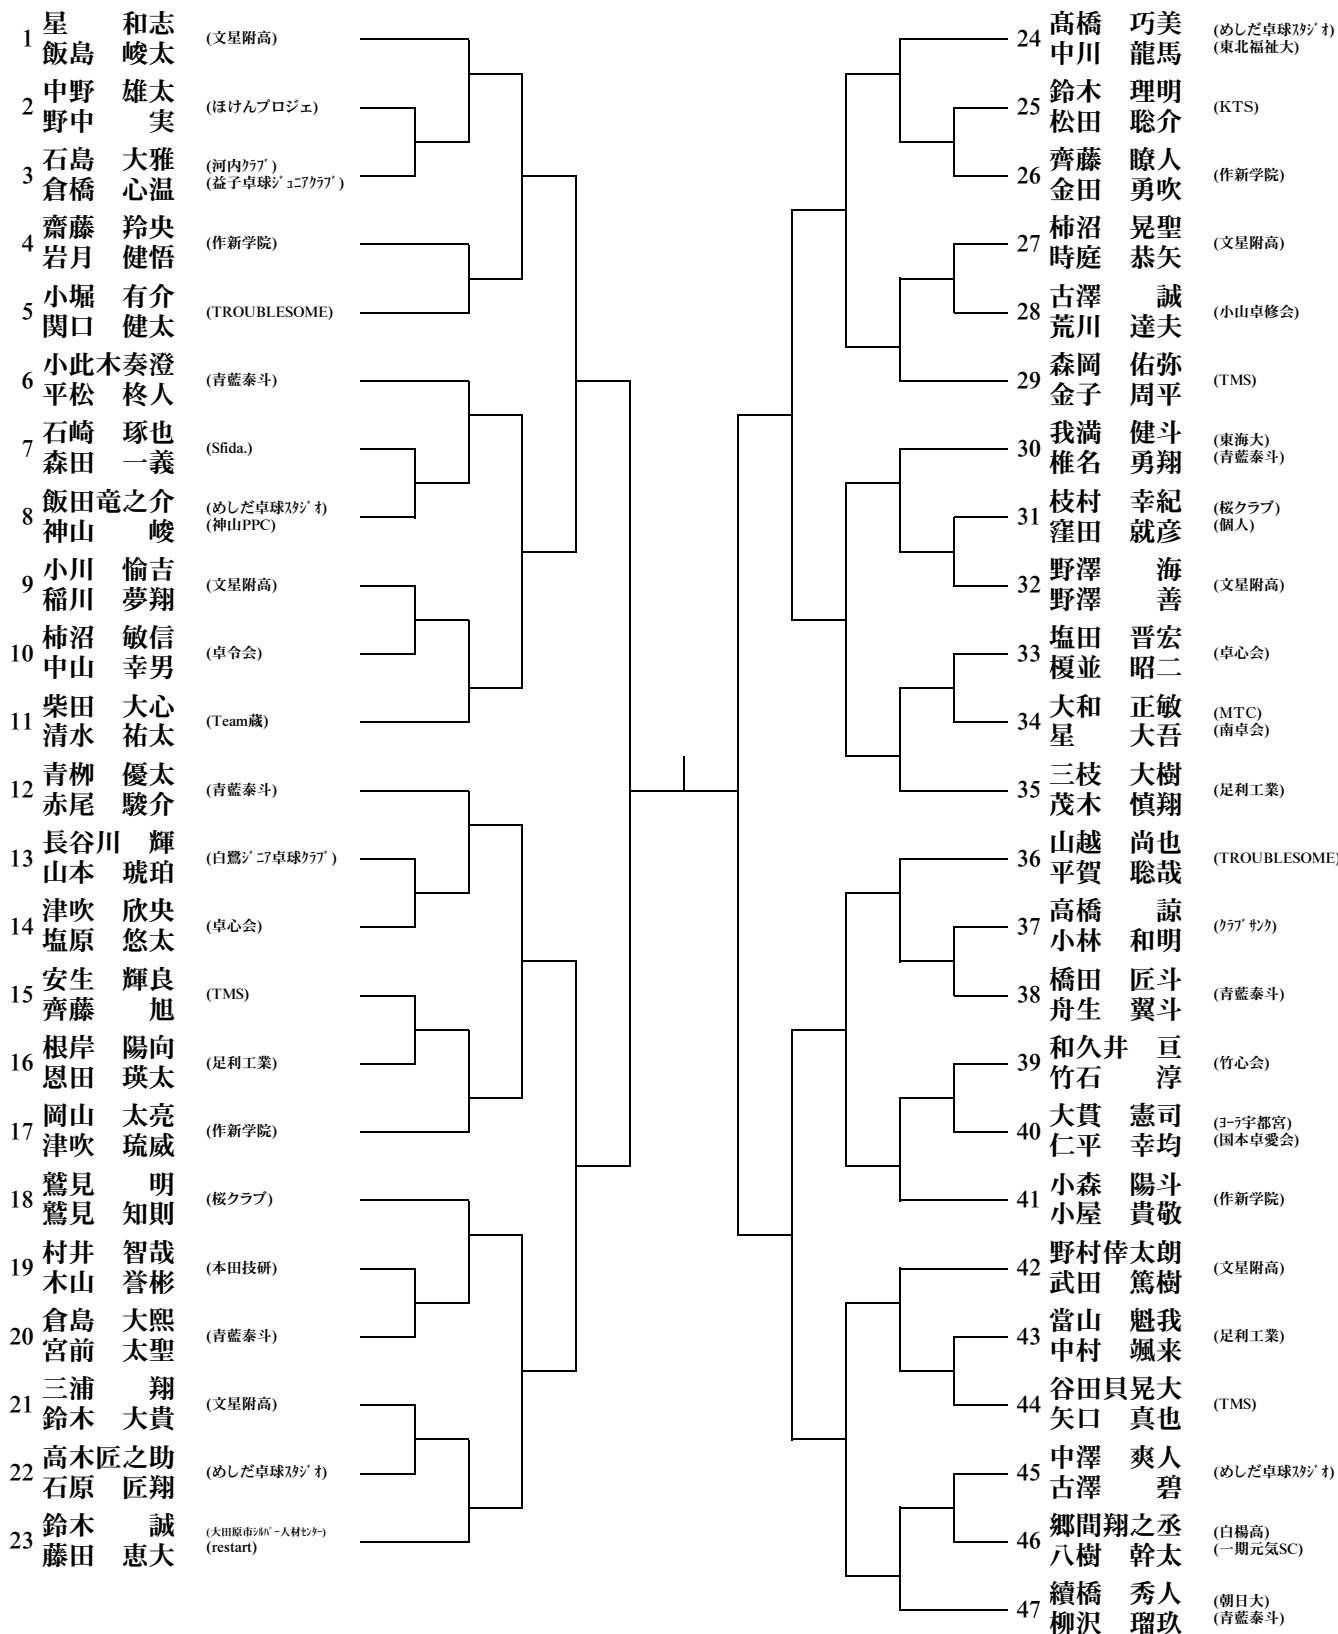 1 星 和志 (文星附高)
飯島 峻太
2 中野 雄太 (ほけんプロジェ)
野中 実
3 石島 大雅 (河内クラブ)
倉橋 心温 (益子卓球ジュニアクラブ)
4 齋藤 羚央 (作新学院)
岩月 健悟
5 小堀 有介 (TROUBLESOME)
関口 健太
6 小此木奏澄 (青藍泰斗)
平松 柊人
7 石崎 琢也 (Sfida.)
森田 一義
8 飯田竜之介 (めしだ卓球スタジオ)
神山 峻 (神山PPC)
9 小川 愉吉 (文星附高)
稲川 夢翔
10 柿沼 敏信 (卓令会)
中山 幸男
11 柴田 大心 (Team蔵)
清水 祐太
12 青栁 優太 (青藍泰斗)
赤尾 駿介
13 長谷川 輝 (白鷺ジニア卓球クラブ)
山本 琥珀
14 津吹 欣央 (卓心会)
塩原 悠太
15 安生 輝良 (TMS)
齊藤 旭
16 根岸 陽向 (足利工業)
恩田 瑛太
17 岡山 太亮 (作新学院)
津吹 琉威
18 鷲見 明 (桜クラブ)
鷲見 知則
19 村井 智哉 (本田技研)
木山 誉彬
20 倉島 大熙 (青藍泰斗)
宮前 太聖
21 三浦 翔 (文星附高)
鈴木 大貴
22 高木匠之助 (めしだ卓球スタジオ)
石原 匠翔
23 鈴木 誠 (大田原市シルバー人材センター)
藤田 恵大 (restart)
24 髙橋 巧美 (めしだ卓球スタジオ)
中川 龍馬 (東北福祉大)
25 鈴木 理明 (KTS)
松田 聡介
26 齊藤 瞭人 (作新学院)
金田 勇吹
27 柿沼 晃聖 (文星附高)
時庭 恭矢
28 古澤 誠 (小山卓修会)
荒川 達夫
29 森岡 佑弥 (TMS)
金子 周平
30 我満 健斗 (東海大)
椎名 勇翔 (青藍泰斗)
31 枝村 幸紀 (桜クラブ)
窪田 就彦 (個人)
32 野澤 海 (文星附高)
野澤 善
33 塩田 晋宏 (卓心会)
榎並 昭二
34 大和 正敏 (MTC)
星 大吾 (南卓会)
35 三枝 大樹 (足利工業)
茂木 慎翔
36 山越 尚也 (TROUBLESOME)
平賀 聡哉
37 高橋 諒 (クラブサンク)
小林 和明
38 橋田 匠斗 (青藍泰斗)
舟生 翼斗
39 和久井 亘 (竹心会)
竹石 淳
40 大貫 憲司 (ヨーラ宇都宮)
仁平 幸均 (国本卓愛会)
41 小森 陽斗 (作新学院)
小屋 貴敬
42 野村倖太朗 (文星附高)
武田 篤樹
43 當山 魁我 (足利工業)
中村 颯来
44 谷田貝晃大 (TMS)
矢口 真也
45 中澤 爽人 (めしだ卓球スタジオ)
古澤 碧
46 郷間翔之丞 (白楊高)
八樹 幹太 (一期元気SC)
47 續橋 秀人 (朝日大)
柳沢 瑠玖 (青藍泰斗)